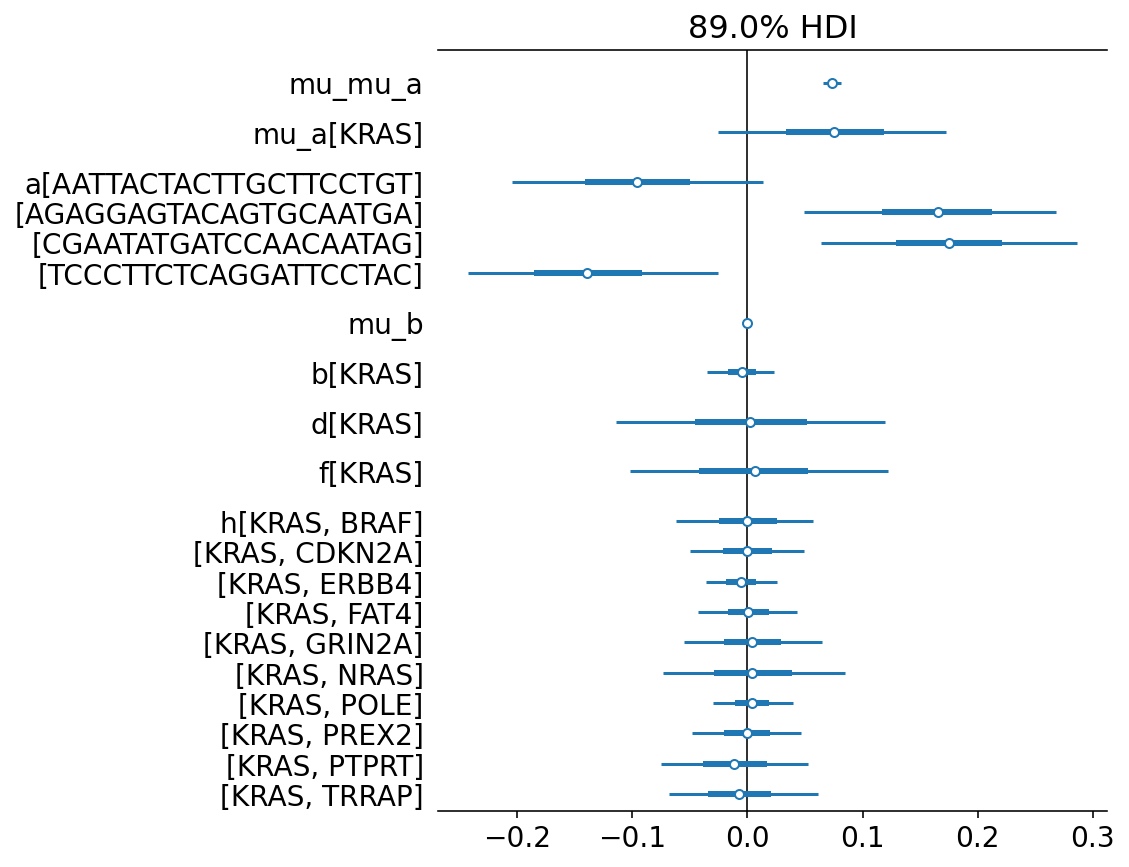 89.0% HDI
mu_mu_a
mu_a[KRAS]
a[AATTACTACTTGCTTCCTGT]
[AGAGGAGTACAGTGCAATGA]
[CGAATATGATCCAACAATAG]
[TCCCTTCTCAGGATTCCTAC]
mu_b
b[KRAS]
d[KRAS]
f[KRAS]
h[KRAS, BRAF]
[KRAS, CDKN2A]
[KRAS, ERBB4]
[KRAS, FAT4]
[KRAS, GRIN2A]
[KRAS, NRAS]
[KRAS, POLE]
[KRAS, PREX2]
[KRAS, PTPRT]
[KRAS, TRRAP]
−0.2 −0.1 0.0 0.1 0.2 0.3